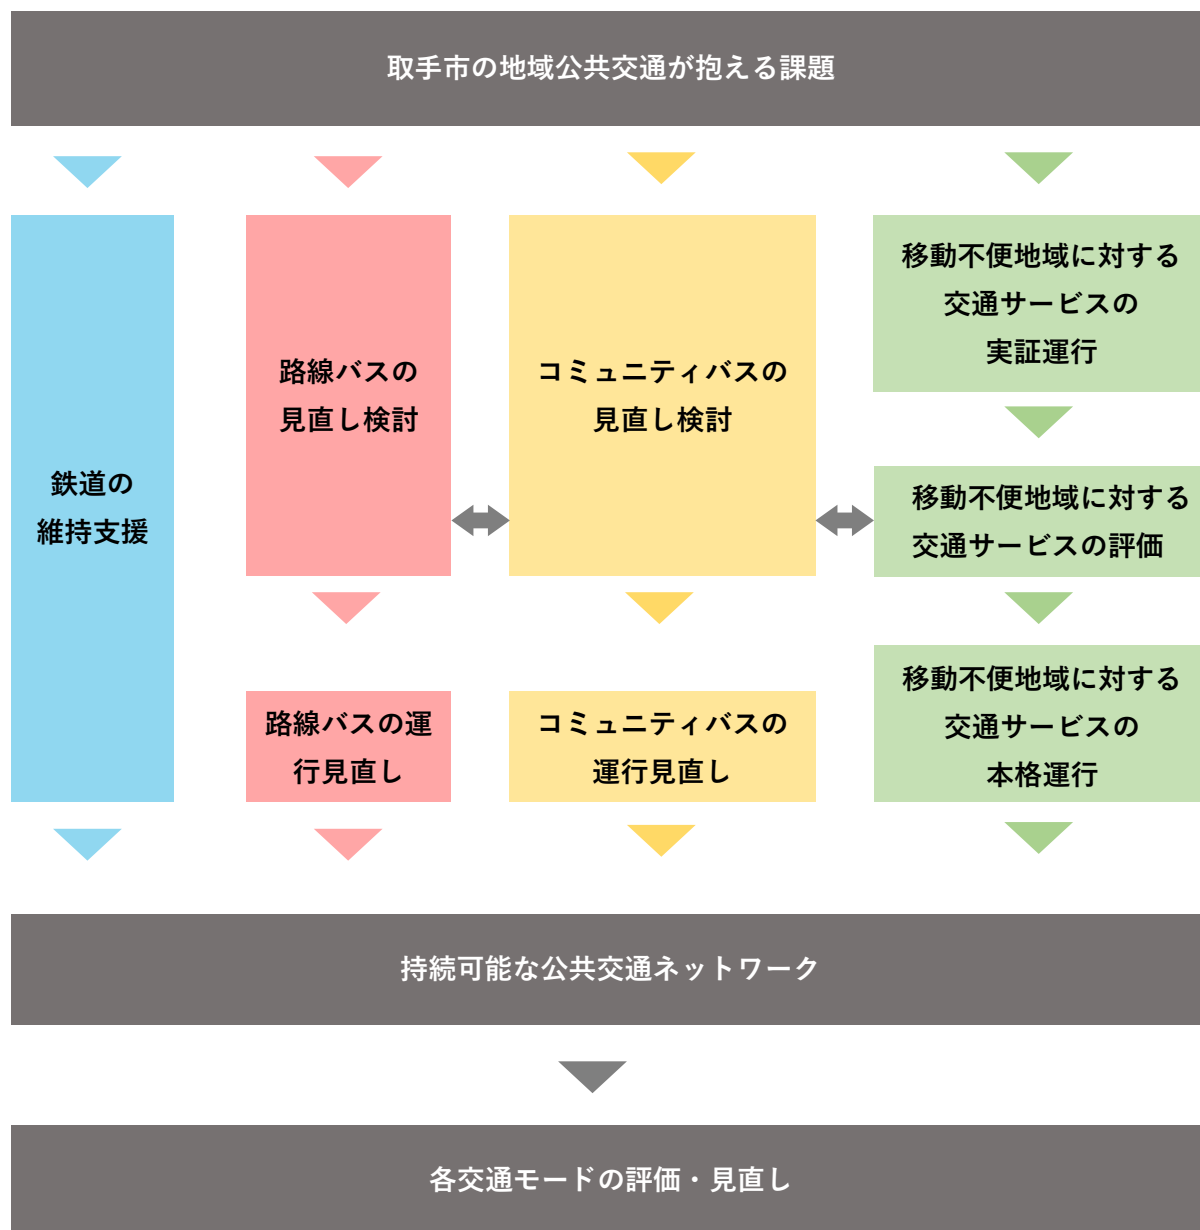 取手市の地域公共交通が抱える課題
鉄道の
維持支援
路線バスの
見直し検討
路線バスの運
行見直し
コミュニティバスの
見直し検討
コミュニティバスの
運行見直し
移動不便地域に対する
交通サービスの
実証運行
移動不便地域に対する
交通サービスの評価
移動不便地域に対する
交通サービスの
本格運行
持続可能な公共交通ネットワーク
各交通モードの評価・見直し